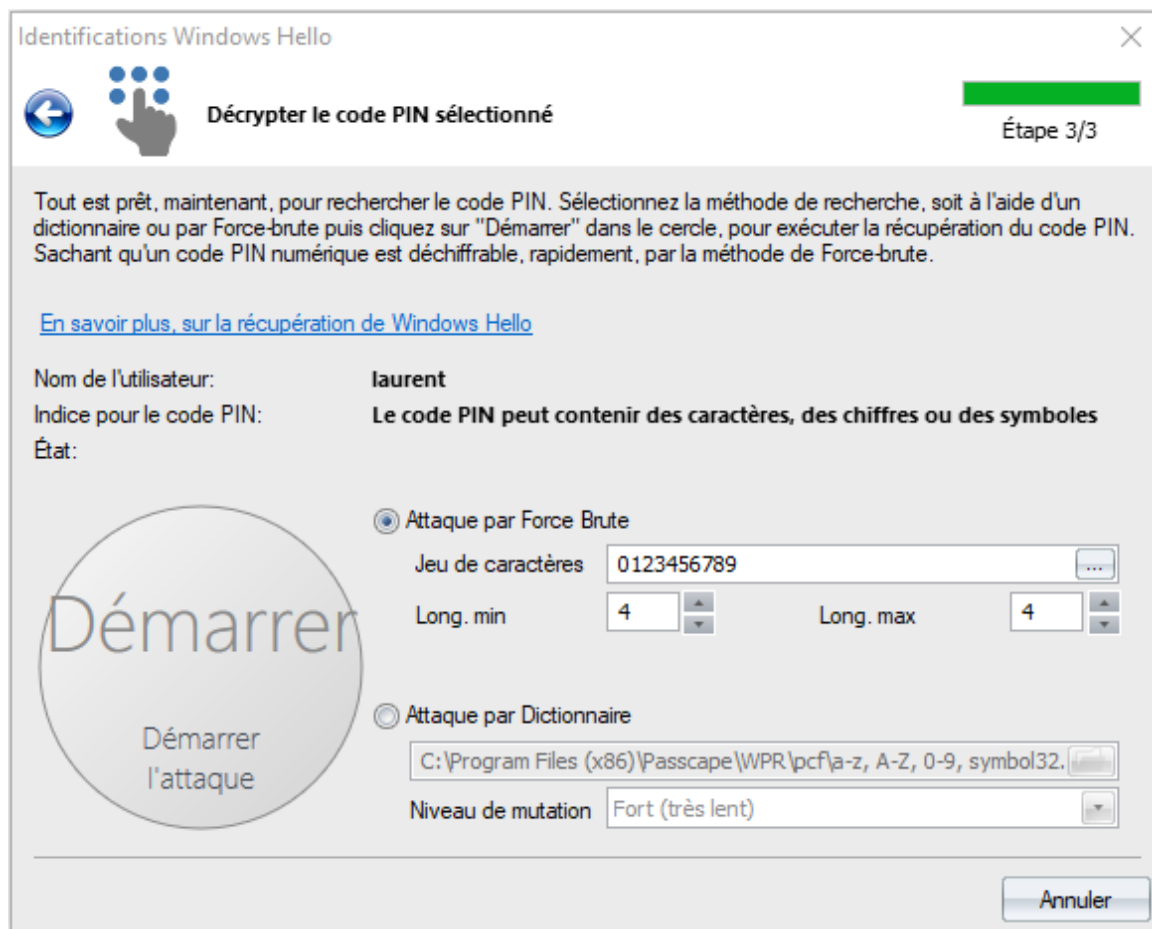 Identifications Windows Hello
Décrypter le code PIN sélectionné
Étape 3/3
Tout est prêt, maintenant, pour rechercher le code PIN. Sélectionnez la méthode de recherche, soit à l'aide d'un
dictionnaire ou par Force-brute puis cliquez sur "Démarrer" dans le cercle, pour exécuter la récupération du code PIN.
Sachant qu'un code PIN numérique est déchiffrable, rapidement, par la méthode de Force-brute.
En savoir plus, sur la récupération de Windows Hello
Nom de l'utilisateur: laurent
Indice pour le code PIN: Le code PIN peut contenir des caractères, des chiffres ou des symboles
État:
Démarrer
Démarrer
l'attaque
Attaque par Force Brute
Jeu de caractères 0123456789 ...
Long. min 4 Long. max 4
Attaque par Dictionnaire
C:\Program Files (x86)\Passcape\WPR\pcf\a-z, A-Z, 0-9, symbol32.
Niveau de mutation Fort (très lent)
Annuler